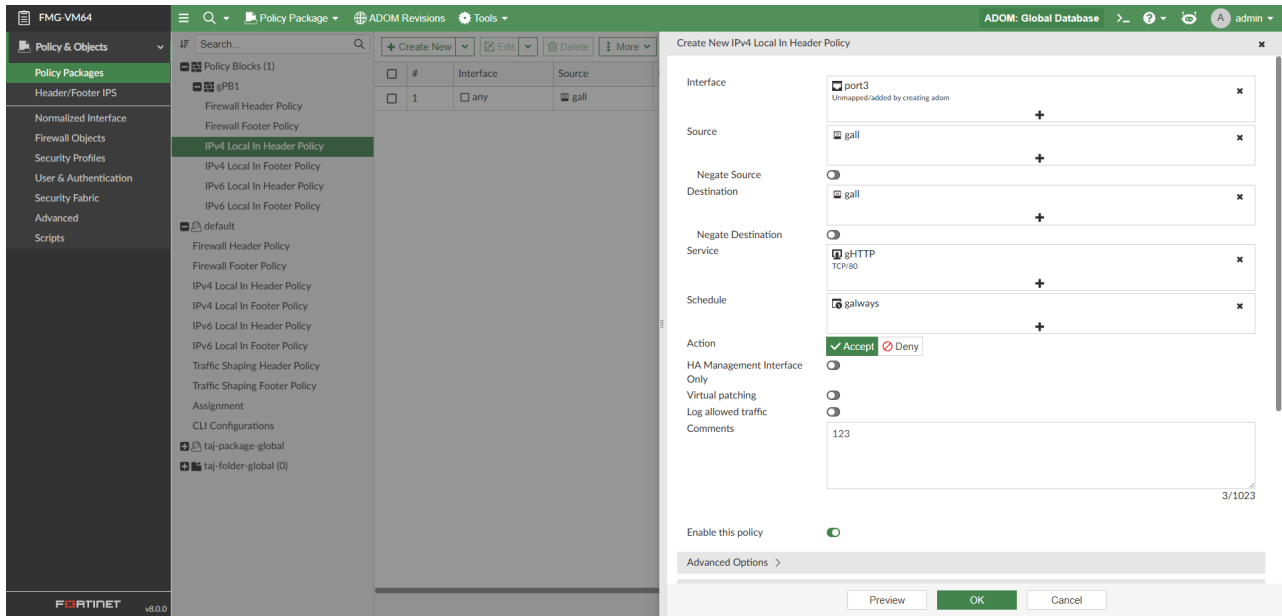 FMG-VM64
Policy Package
ADOM Revisions
Tools
ADOM: Global Database
>_
?
A
admin
Policy & Objects
Policy Packages
Header/Footer IPS
Normalized Interface
Firewall Objects
Security Profiles
User & Authentication
Security Fabric
Advanced
Scripts
FORTINET
v8.0.0
Search...
Policy Blocks (1)
gPB1
Firewall Header Policy
Firewall Footer Policy
IPv4 Local In Header Policy
IPv4 Local In Footer Policy
IPv6 Local In Header Policy
IPv6 Local In Footer Policy
default
Firewall Header Policy
Firewall Footer Policy
IPv4 Local In Header Policy
IPv4 Local In Footer Policy
IPv6 Local In Header Policy
IPv6 Local In Footer Policy
Traffic Shaping Header Policy
Traffic Shaping Footer Policy
Assignment
CLI Configurations
taj-package-global
taj-folder-global (0)
+ Create New
Edit
Delete
More
# Interface Source
1 any gall
Create New IPv4 Local In Header Policy
Interface
port3
Unmapped/added by creating adom
Source
gall
Negate Source
Destination
gall
Negate Destination
Service
gHTTP
TCP/80
Schedule
galways
Action
Accept
Deny
HA Management Interface
Only
Virtual patching
Log allowed traffic
Comments
123
3/1023
Enable this policy
Advanced Options >
Preview
OK
Cancel